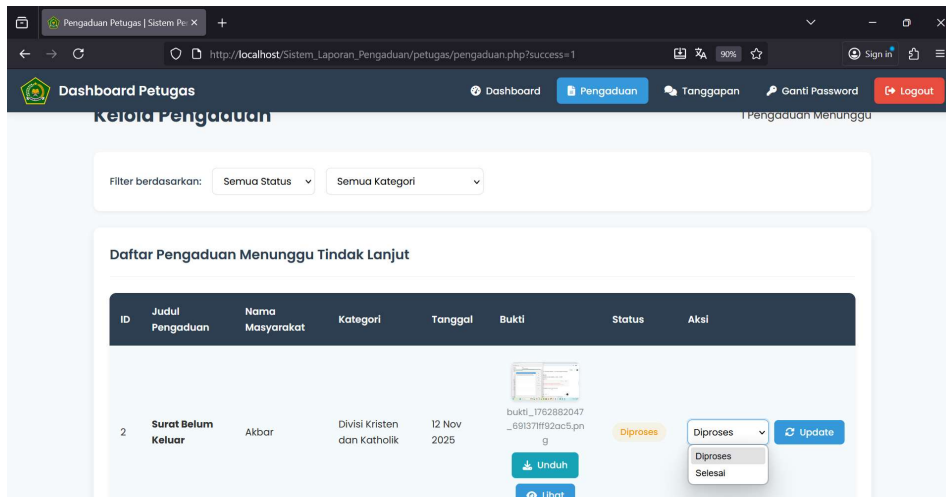 Pengaduan Petugas | Sistem Pe
http://localhost/Sistem_Laporan_Pengaduan/petugas/pengaduan.php?success=1
90%
Sign in
Dashboard Petugas
Dashboard
Pengaduan
Tanggapan
Ganti Password
Logout
Kelola Pengaduan
1 Pengaduan Menunggu
Filter berdasarkan:
Semua Status
Semua Kategori
Daftar Pengaduan Menunggu Tindak Lanjut
ID
Judul
Pengaduan
Nama
Masyarakat
Kategori
Tanggal
Bukti
Status
Aksi
2
Surat Belum
Keluar
Akbar
Divisi Kristen
dan Katholik
12 Nov
2025
bukti_1762882047
_691371ff92ac5.pn
g
Unduh
Lihat
Diproses
Diproses
Update
Diproses
Selesai